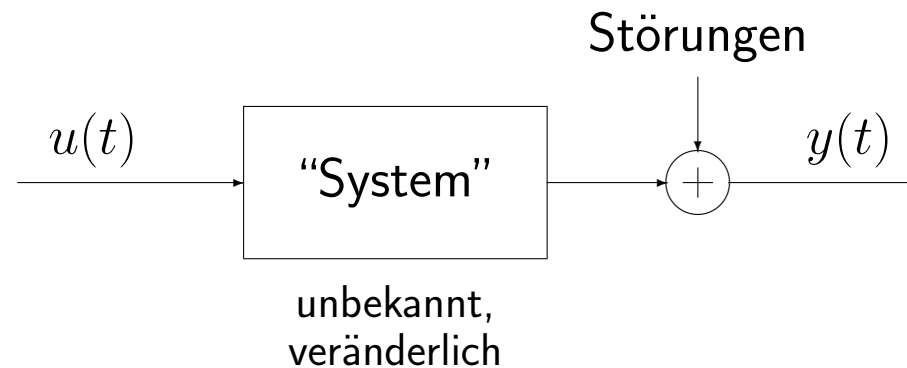 Störungen
u(t)
“System”
+
y(t)
unbekannt,
veränderlich